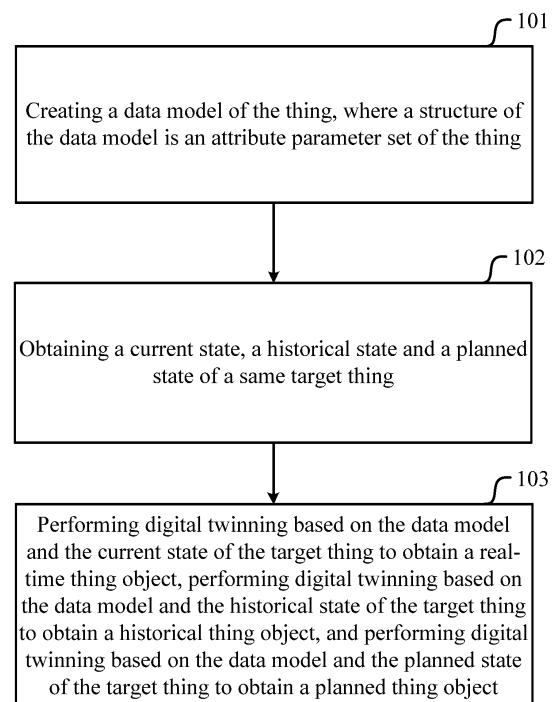 101
Creating a data model of the thing, where a structure of
the data model is an attribute parameter set of the thing
102
Obtaining a current state, a historical state and a planned
state of a same target thing
103
Performing digital twinning based on the data model
and the current state of the target thing to obtain a real-
time thing object, performing digital twinning based on
the data model and the historical state of the target thing
to obtain a historical thing object, and performing digital
twinning based on the data model and the planned state
of the target thing to obtain a planned thing object